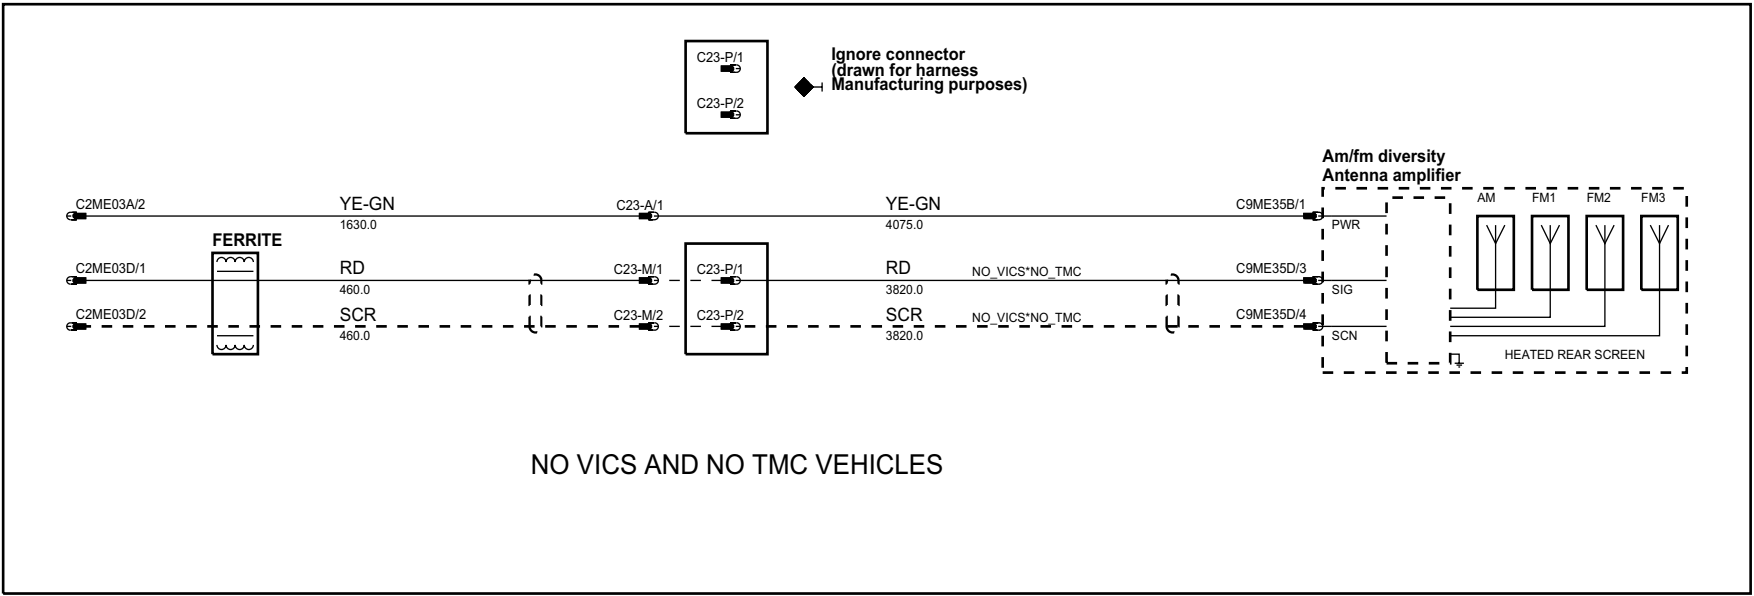 C23-P/1
C23-P/2
Ignore connector
(drawn for harness
Manufacturing purposes)
Am/fm diversity
Antenna amplifier
C2ME03A/2
YE-GN
1630.0
C23-A/1
YE-GN
4075.0
C9ME35B/1
PWR
AM
FM1
FM2
FM3
FERRITE
C2ME03D/1
RD
460.0
C23-M/1
C23-P/1
RD
3820.0
NO_VICS*NO_TMC
C9ME35D/3
SIG
C2ME03D/2
SCR
460.0
C23-M/2
C23-P/2
SCR
3820.0
NO_VICS*NO_TMC
C9ME35D/4
SCN
HEATED REAR SCREEN
NO VICS AND NO TMC VEHICLES